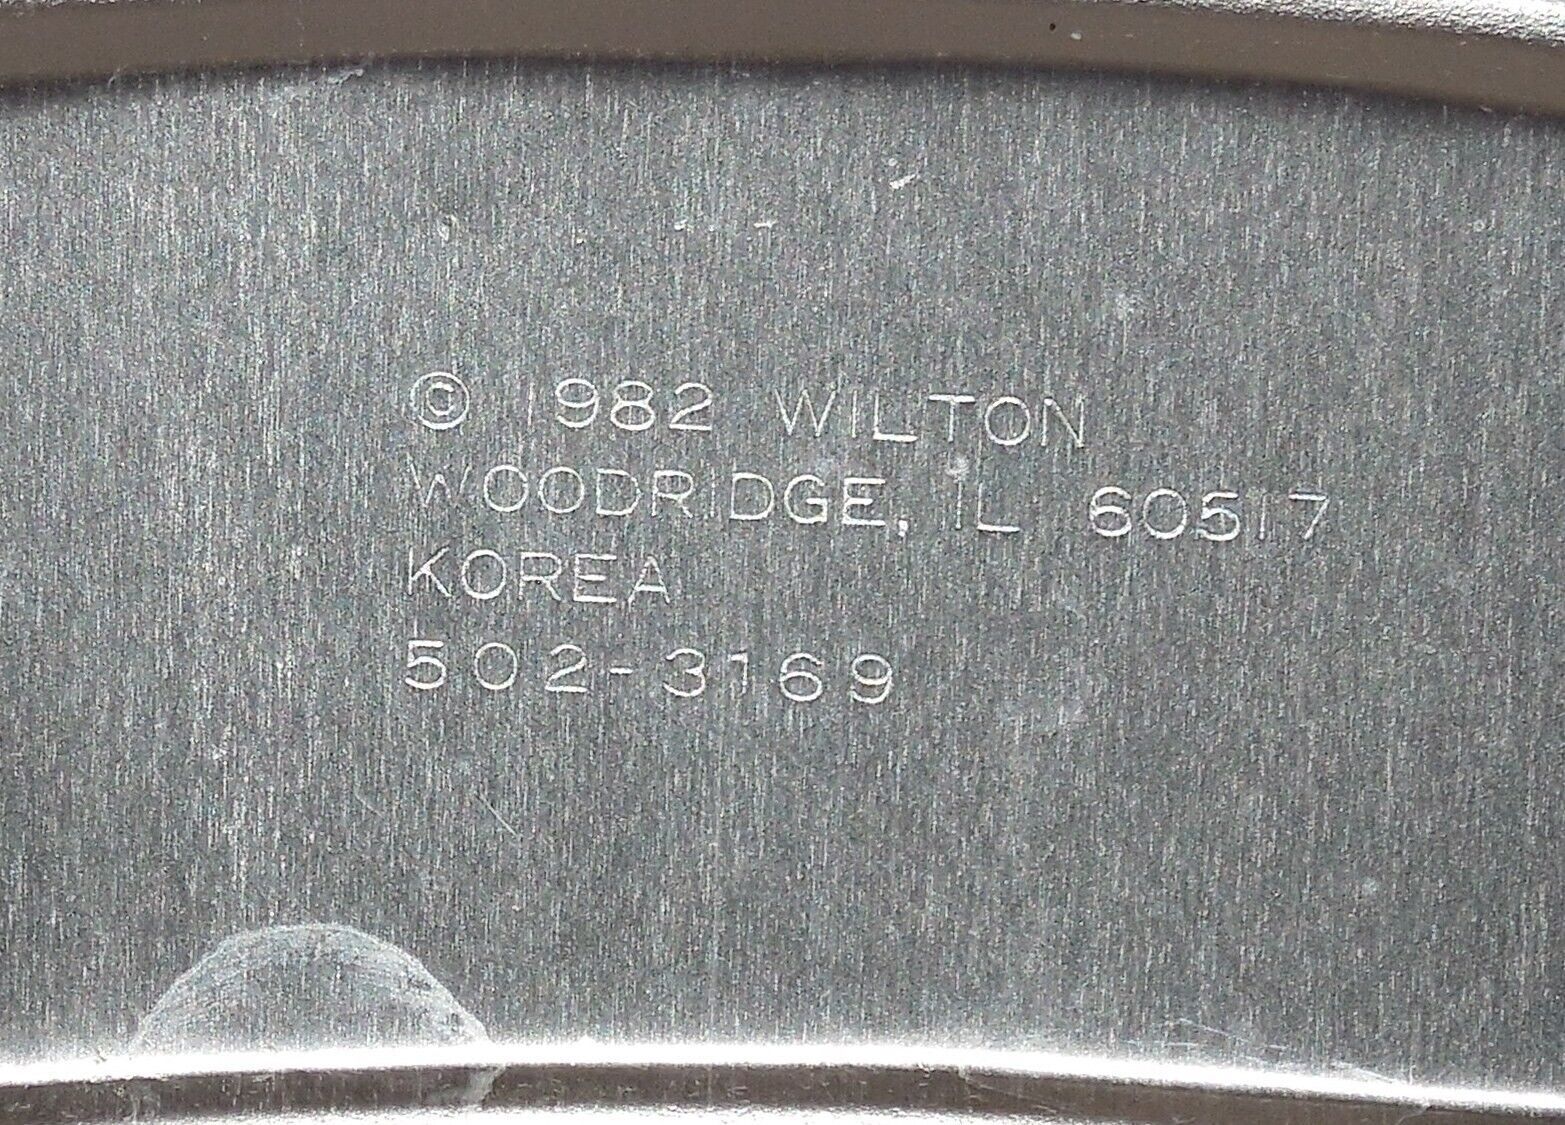 © 1982 WILTON
WOODRIDGE, IL 60517
KOREA
502-3169